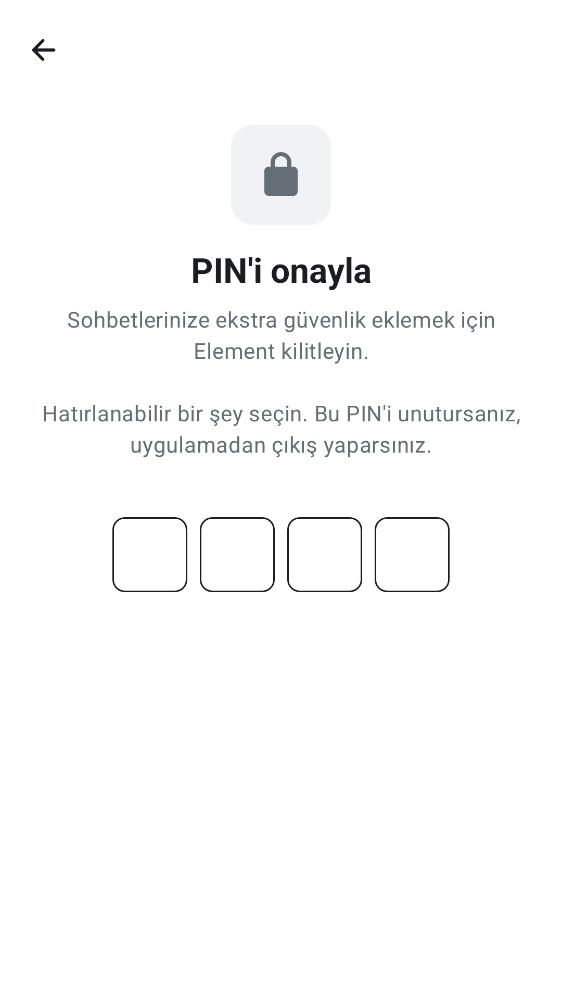 PIN'i onayla
Sohbetlerinize ekstra güvenlik eklemek için
Element kilitleyin.
Hatırlanabilir bir şey seçin. Bu PIN'i unutursanız,
uygulamadan çıkış yaparsınız.